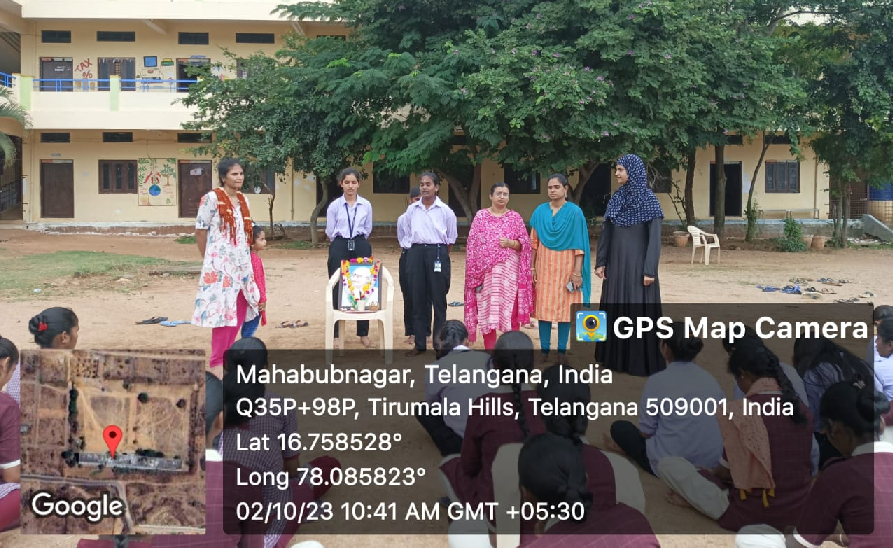 GPS Map Camera
Mahabubnagar, Telangana, India
Q35P+98P, Tirumala Hills, Telangana 509001, India
Lat 16.758528°
Long 78.085823°
02/10/23 10:41 AM GMT +05:30
Google